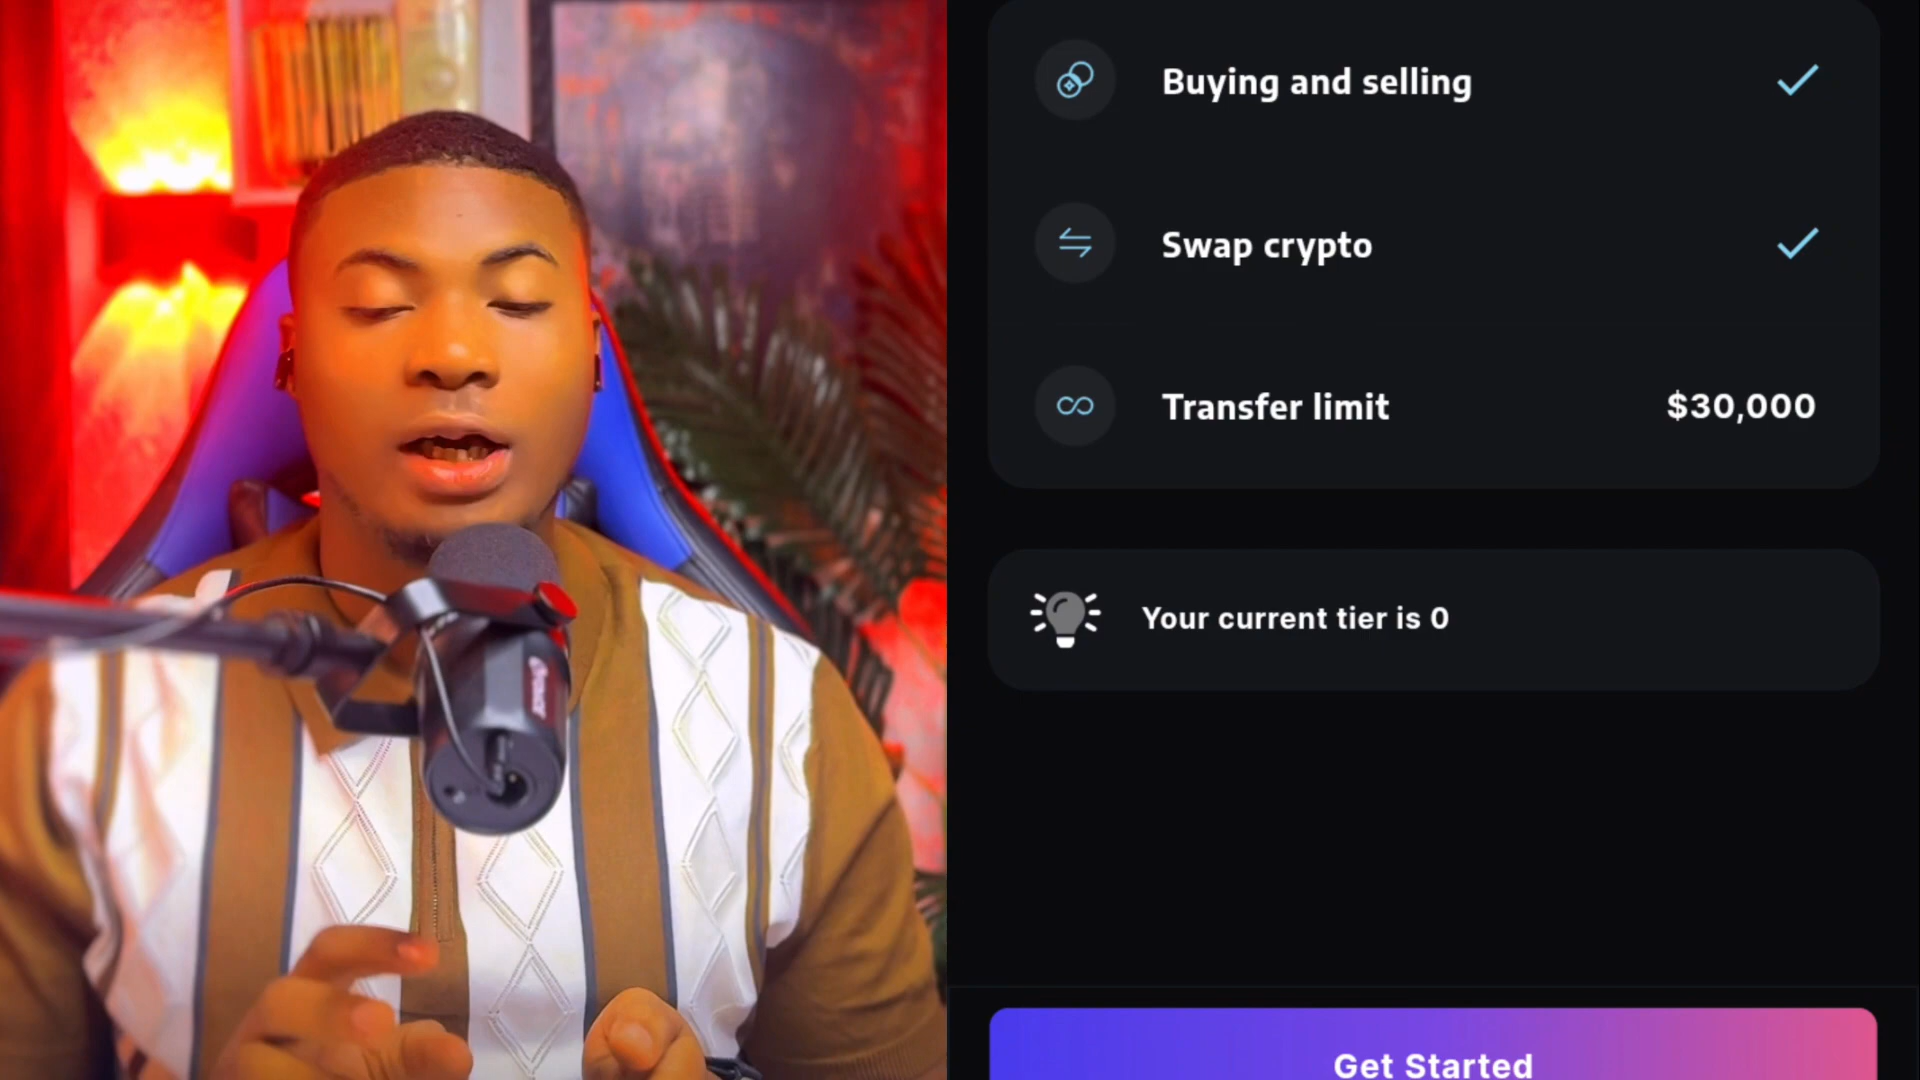 Buying and selling
Swap crypto
Transfer limit
$30,000
Your current tier is 0
Get Started